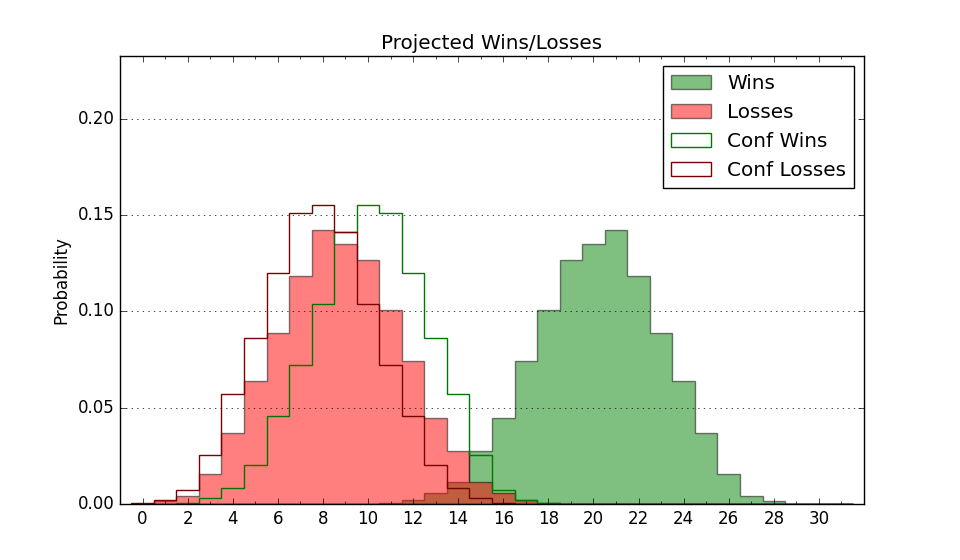 Projected Wins/Losses
Wins
Losses
Conf Wins
Conf Losses
Probability
0.20
0.15
0.10
0.05
0.00
0 2 4 6 8 10 12 14 16 18 20 22 24 26 28 30